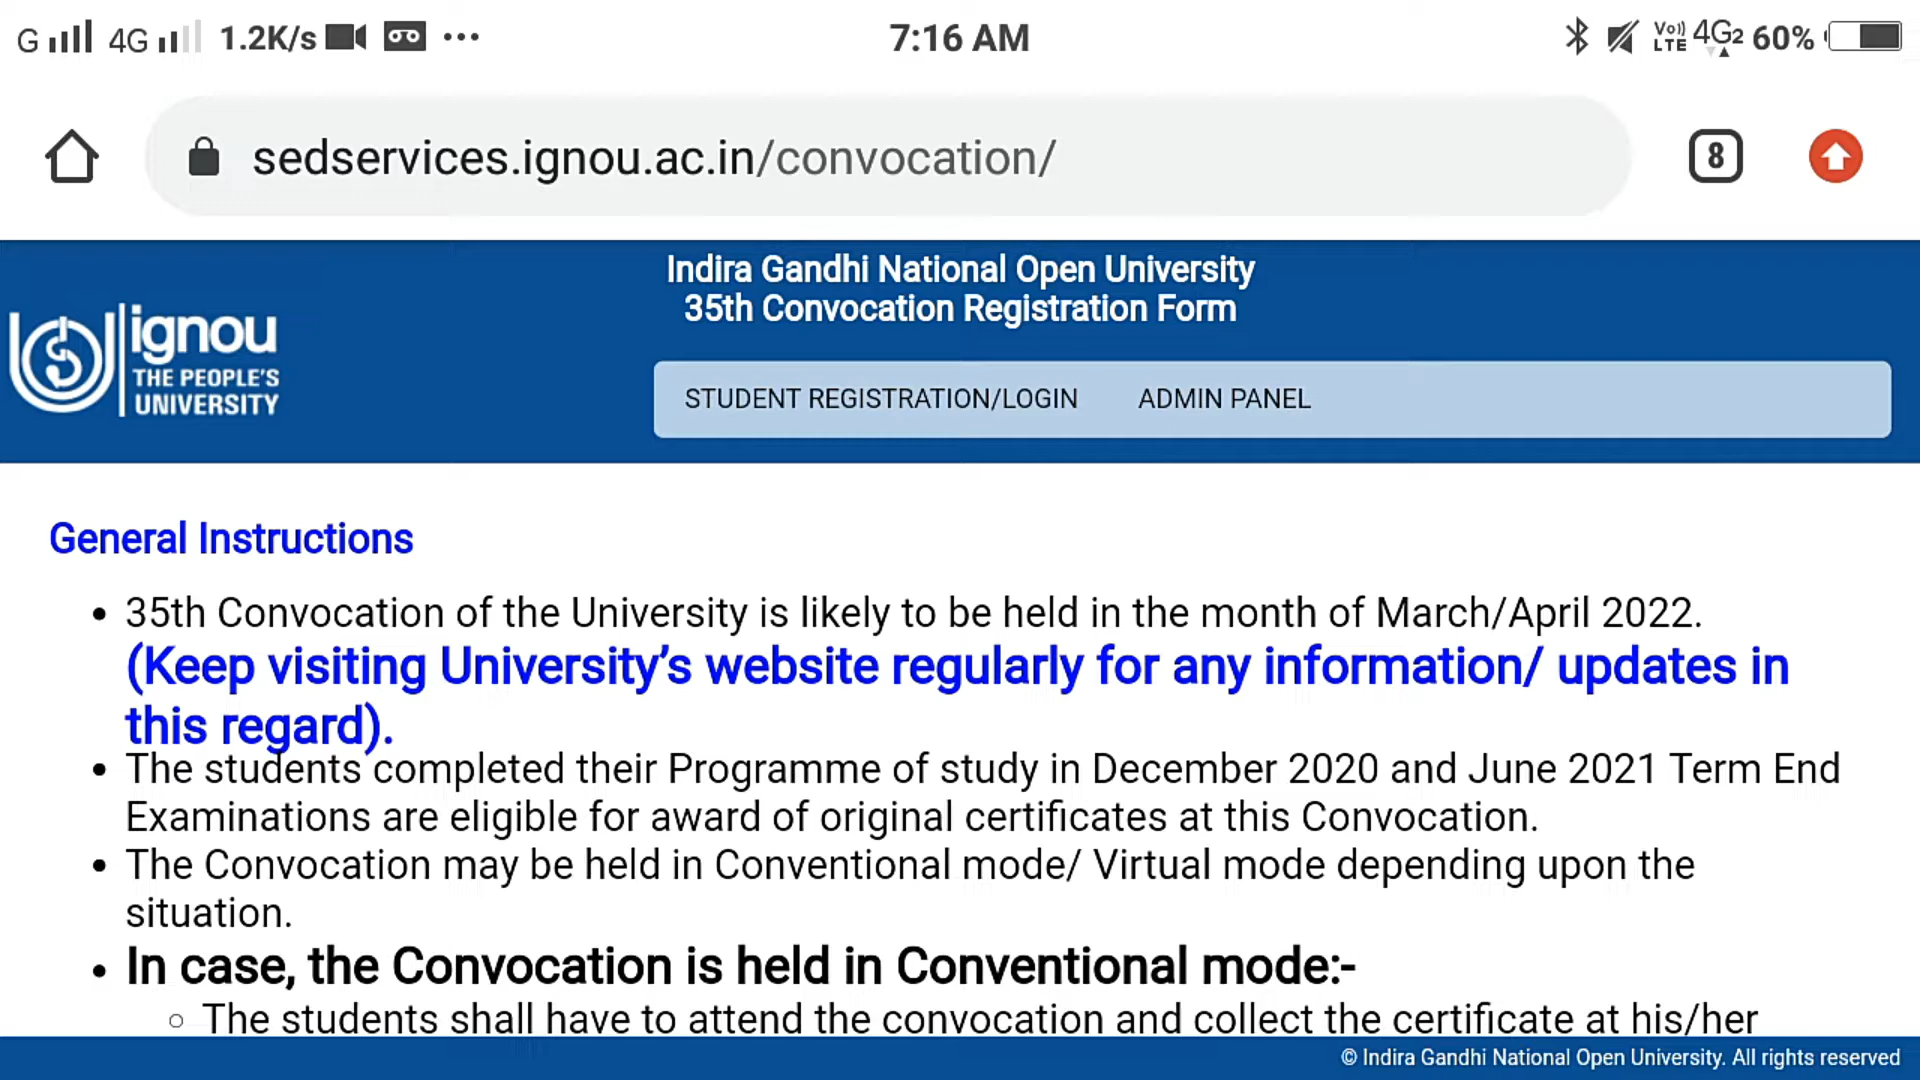 G 4G 1.2K/s ... 7:16 AM Vo)) LTE 4G2 60%
sedservices.ignou.ac.in/convocation/ 8
Indira Gandhi National Open University
35th Convocation Registration Form
ignou
THE PEOPLE'S
UNIVERSITY
STUDENT REGISTRATION/LOGIN ADMIN PANEL
General Instructions
• 35th Convocation of the University is likely to be held in the month of March/April 2022.
(Keep visiting University's website regularly for any information/ updates in
this regard).
• The students completed their Programme of study in December 2020 and June 2021 Term End
Examinations are eligible for award of original certificates at this Convocation.
• The Convocation may be held in Conventional mode/ Virtual mode depending upon the
situation.
• In case, the Convocation is held in Conventional mode:-
○ The students shall have to attend the convocation and collect the certificate at his/her
© Indira Gandhi National Open University. All rights reserved